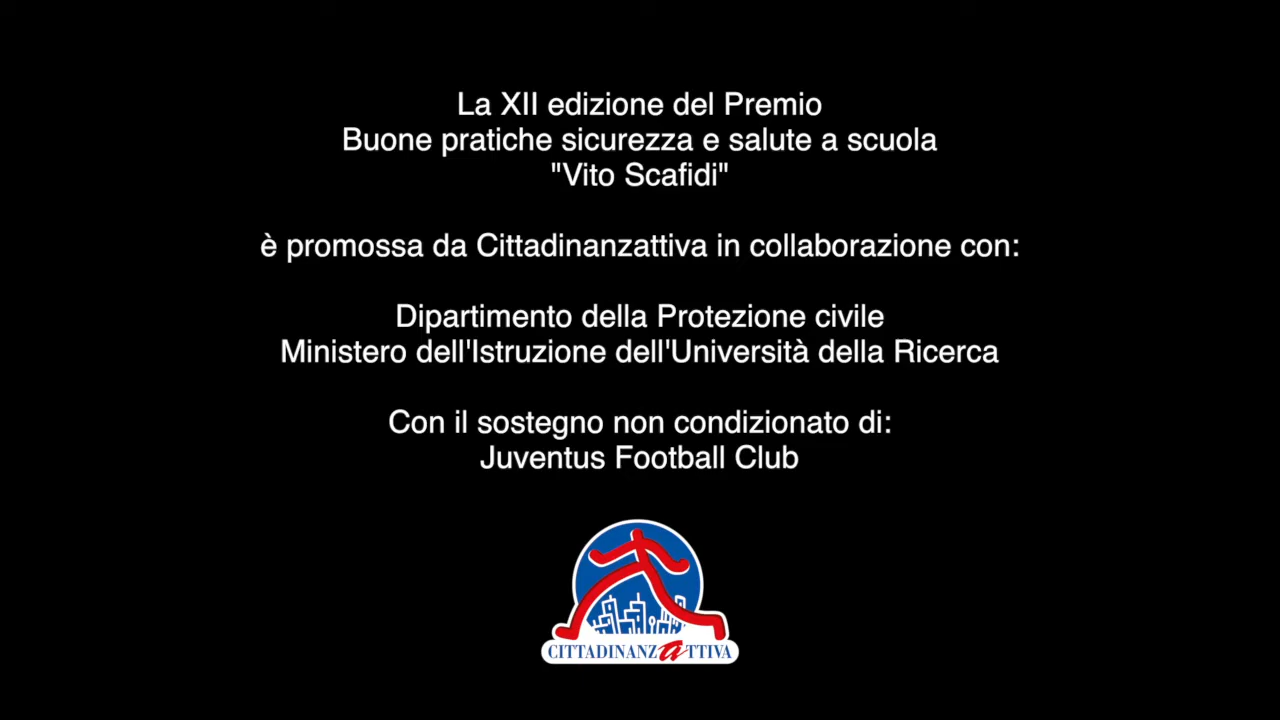 La XII edizione del Premio
Buone pratiche sicurezza e salute a scuola
"Vito Scafidi"
è promossa da Cittadinanzattiva in collaborazione con:
Dipartimento della Protezione civile
Ministero dell'Istruzione dell'Università della Ricerca
Con il sostegno non condizionato di:
Juventus Football Club
CITTADINANZATTIVA